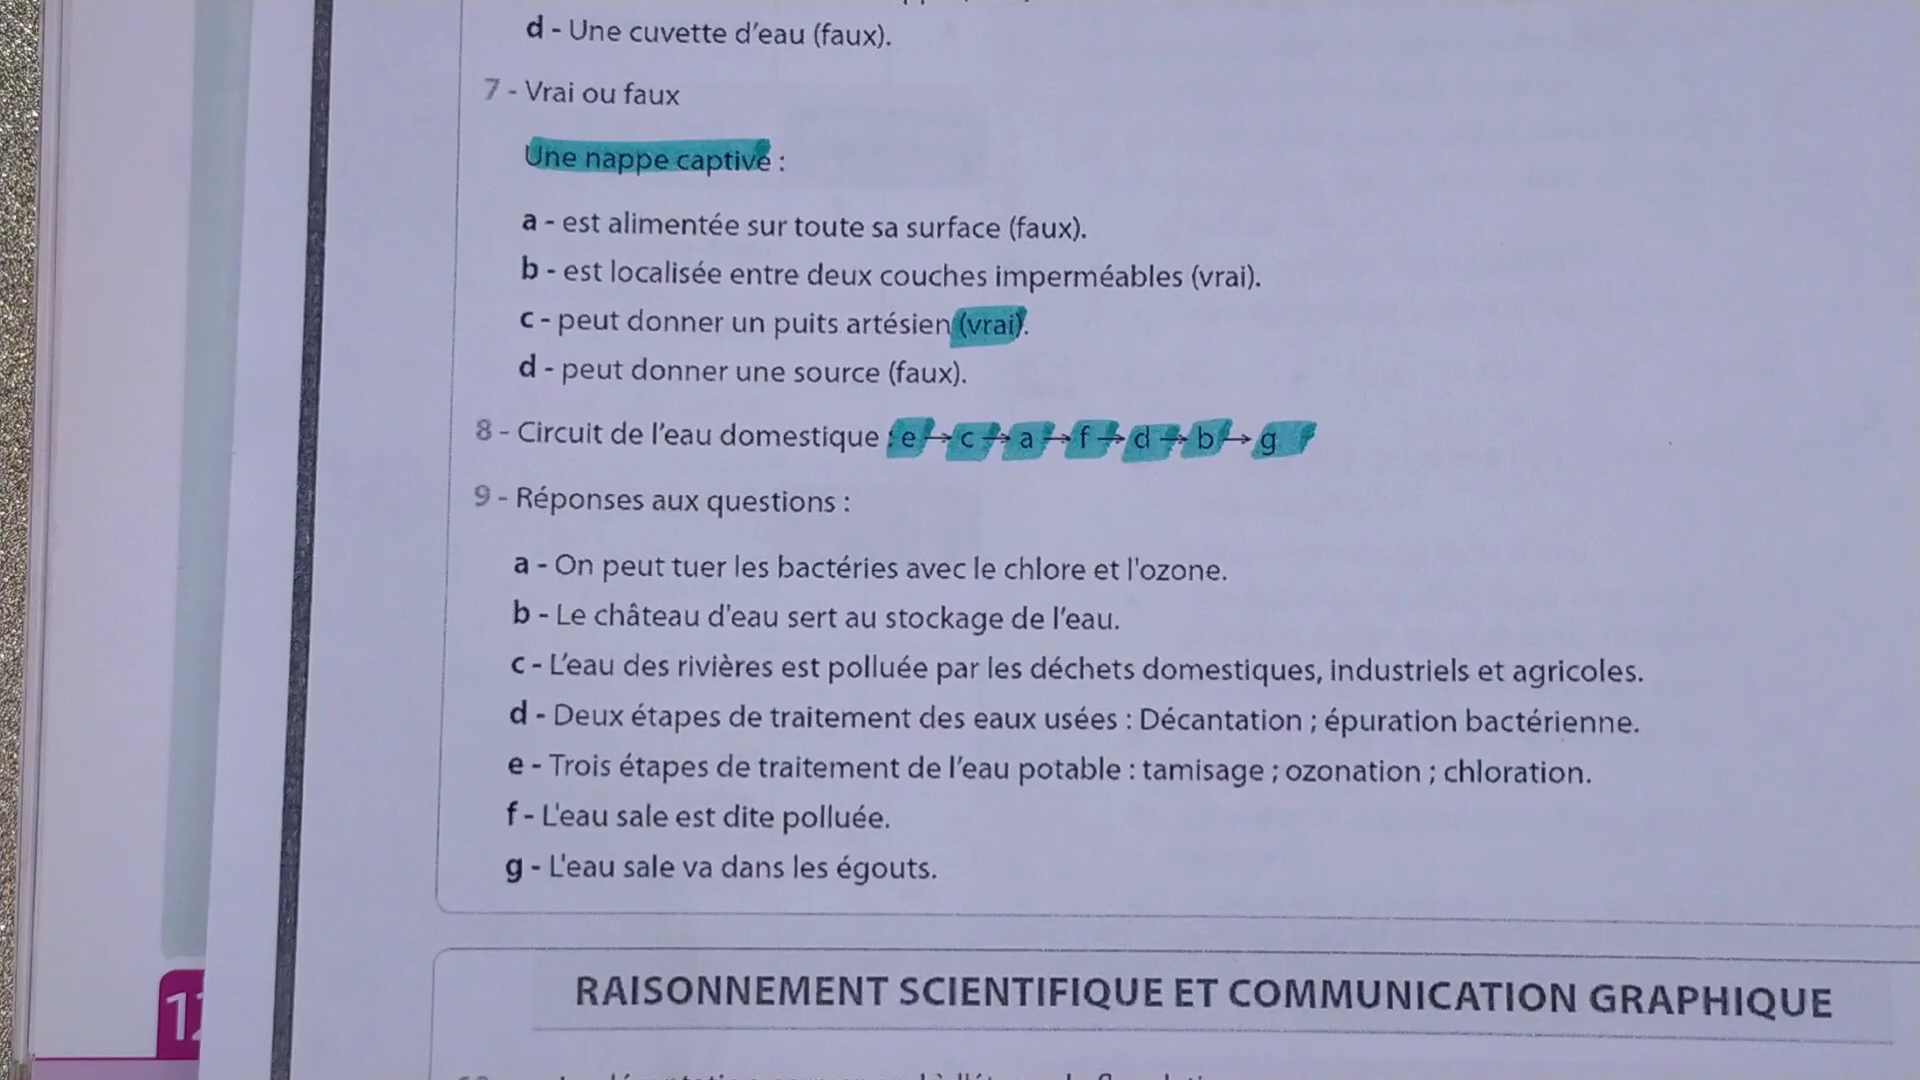 d - Une cuvette d'eau (faux).
7 - Vrai ou faux
Une nappe captive :
a - est alimentée sur toute sa surface (faux).
b - est localisée entre deux couches imperméables (vrai).
c - peut donner un puits artésien (vrai).
d - peut donner une source (faux).
8 - Circuit de l'eau domestique : e → c → a → f → d → b → g
9 - Réponses aux questions :
a - On peut tuer les bactéries avec le chlore et l'ozone.
b - Le château d'eau sert au stockage de l'eau.
c - L'eau des rivières est polluée par les déchets domestiques, industriels et agricoles.
d - Deux étapes de traitement des eaux usées : Décantation ; épuration bactérienne.
e - Trois étapes de traitement de l'eau potable : tamisage ; ozonation ; chloration.
f - L'eau sale est dite polluée.
g - L'eau sale va dans les égouts.
RAISONNEMENT SCIENTIFIQUE ET COMMUNICATION GRAPHIQUE